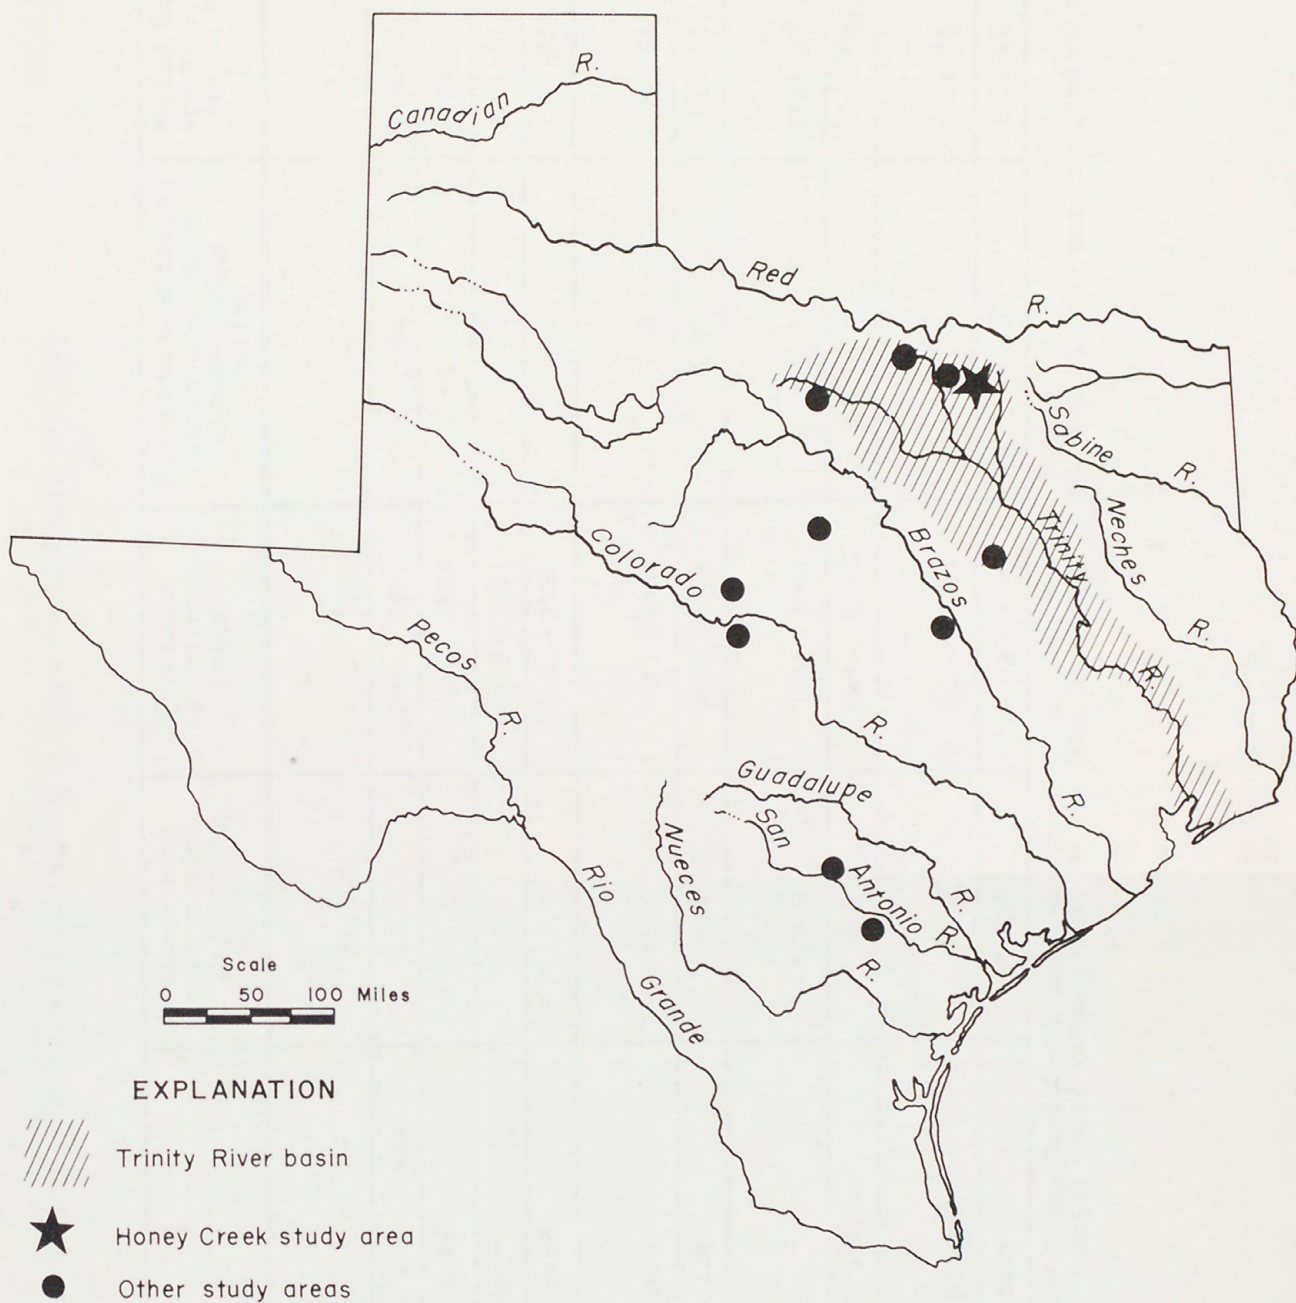 Canadian R.
Red R.
Sabine R.
Neches R.
Trinity R.
Brazos R.
Colorado R.
Pecos R.
Guadalupe R.
San Antonio R.
Nueces R.
Rio Grande
Scale
0 50 100 Miles
EXPLANATION
Trinity River basin
Honey Creek study area
Other study areas